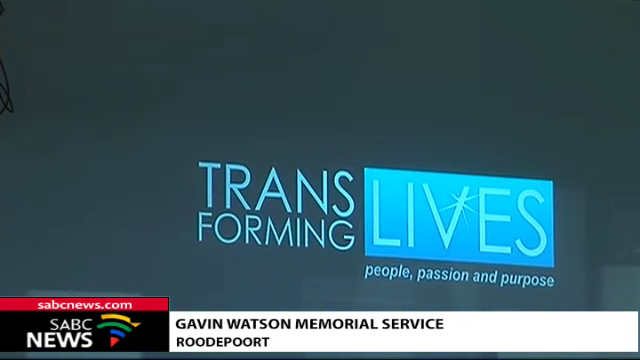 TRANS
FORMING
LIVES
people, passion and purpose
sabcnews.com
SABC
NEWS
GAVIN WATSON MEMORIAL SERVICE
ROODEPOORT